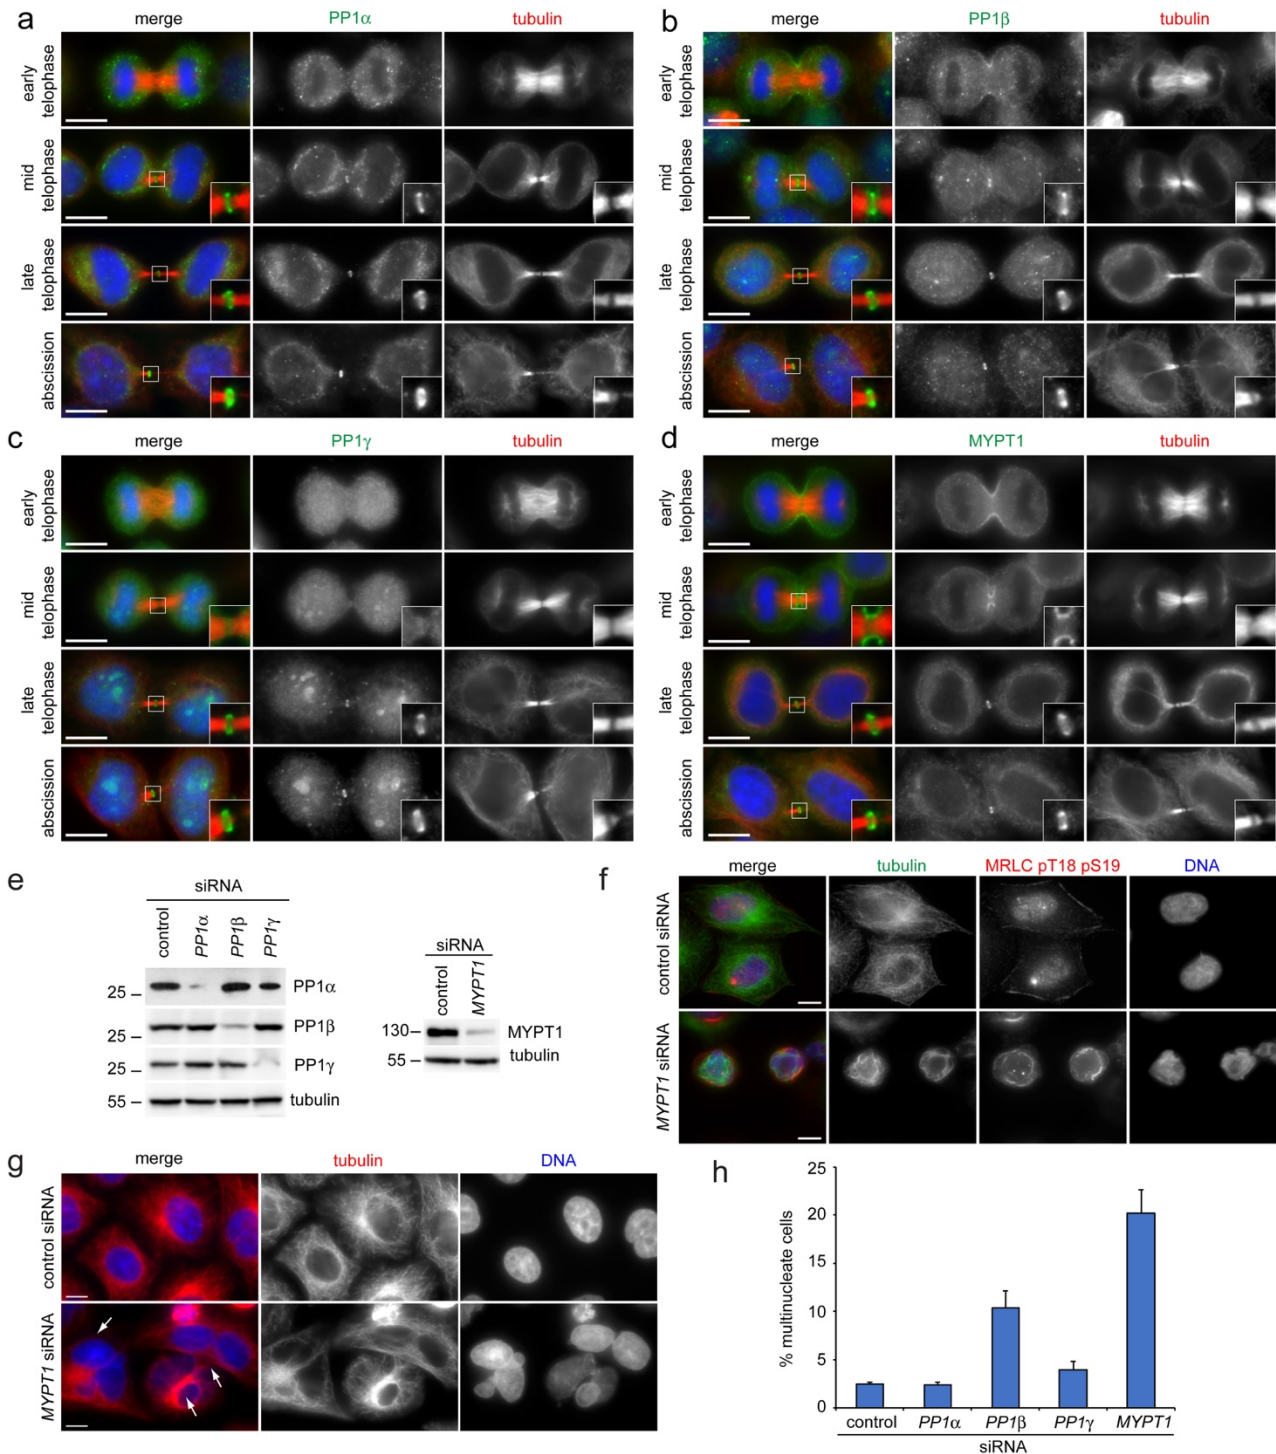 a
merge PP1α tubulin
early telophase
mid telophase
late telophase
abscission
b
merge PP1β tubulin
early telophase
mid telophase
late telophase
abscission
c
merge PP1γ tubulin
early telophase
mid telophase
late telophase
abscission
d
merge MYPT1 tubulin
early telophase
mid telophase
late telophase
abscission
e
siRNA
control PP1α PP1β PP1γ
25 PP1α
25 PP1β
25 PP1γ
55 tubulin
siRNA
control MYPT1
130 MYPT1
55 tubulin
f
merge tubulin MRLC pT18 pS19 DNA
control siRNA
MYPT1 siRNA
g
merge tubulin DNA
control siRNA
MYPT1 siRNA
h
% multinucleate cells
25
20
15
10
5
0
control PP1α PP1β PP1γ MYPT1
siRNA